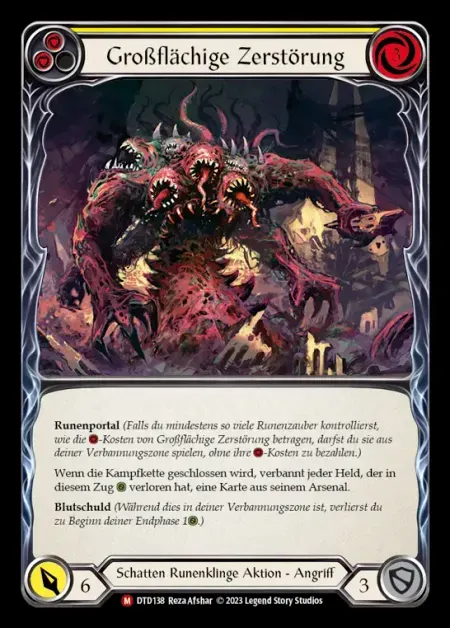 Großflächige Zerstörung
3
Runenportal (Falls du mindestens so viele Runenzauber kontrollierst,
wie die -Kosten von Großflächige Zerstörung betragen, darfst du sie aus
deiner Verbannungszone spielen, ohne ihre -Kosten zu bezahlen.)
Wenn die Kampfkette geschlossen wird, verbannt jeder Held, der in
diesem Zug verloren hat, eine Karte aus seinem Arsenal.
Blutschuld (Während dies in deiner Verbannungszone ist, verlierst du
zu Beginn deiner Endphase 1.)
6
Schatten Runenklinge Aktion - Angriff
3
M DTD138 Reza Afshar © 2023 Legend Story Studios